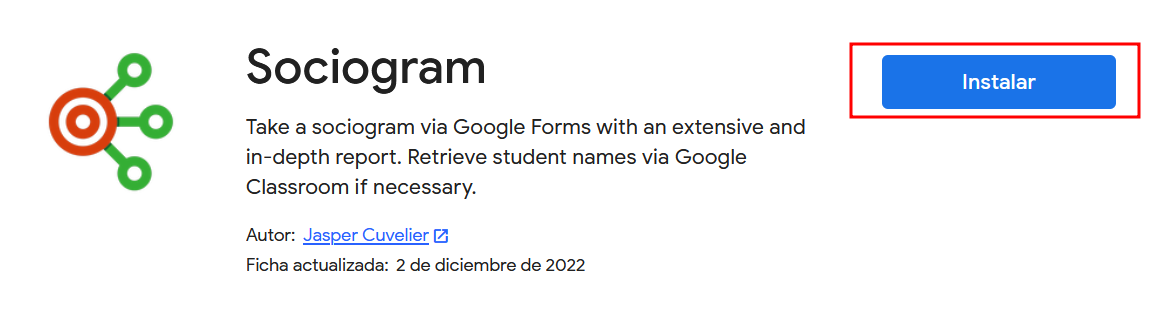 Sociogram
Instalar
Take a sociogram via Google Forms with an extensive and
in-depth report. Retrieve student names via Google
Classroom if necessary.
Autor: Jasper Cuvelier
Ficha actualizada: 2 de diciembre de 2022